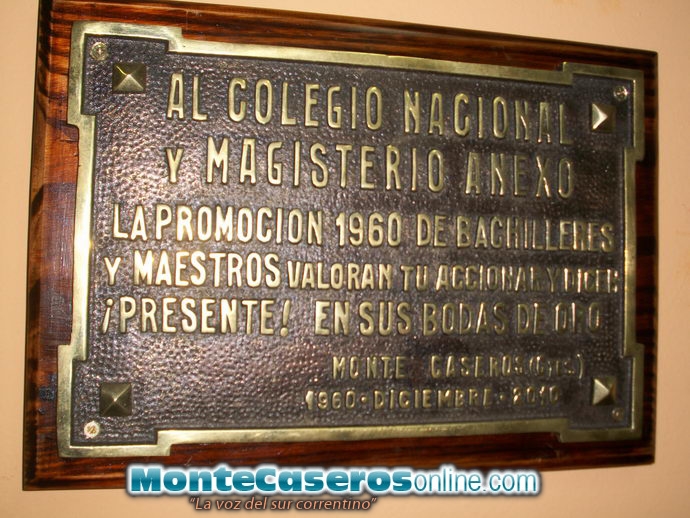 AL COLEGIO NACIONAL
Y MAGISTERIO ANEXO
LA PROMOCION 1960 DE BACHILLERES
Y MAESTROS VALORAN TU ACCIONAR Y DICEN
¡PRESENTE! EN SUS BODAS DE ORO
MONTE CASEROS (Ctes.)
1960-DICIEMBRE-2010
MonteCaserosonline.com
"La voz del sur correntino"